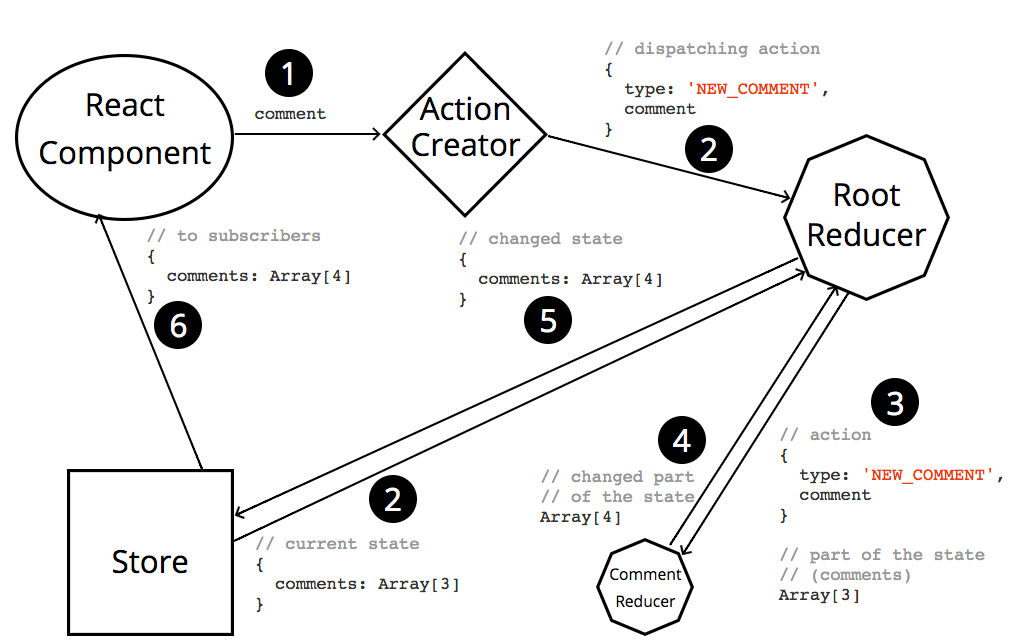 React
Component
1
comment
Action
Creator
// dispatching action
{
type: 'NEW_COMMENT',
comment
}
2
Root
Reducer
// to subscribers
{
comments: Array[4]
}
6
// changed state
{
comments: Array[4]
}
5
3
// action
{
type: 'NEW_COMMENT',
comment
}
// part of the state
// (comments)
Array[3]
4
// changed part
// of the state
Array[4]
Comment
Reducer
2
// current state
{
comments: Array[3]
}
Store